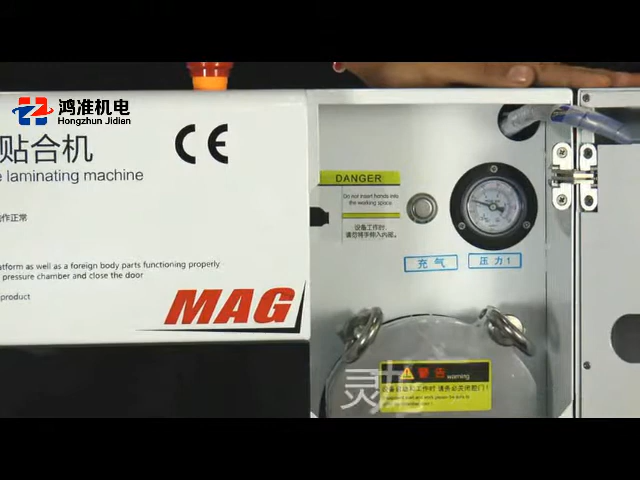 鸿准机电
Hongzhun Jidian
贴合机
e laminating machine
CE
作正常
atform as well as a foreign body parts functioning properly
pressure chamber and close the door
product
MAG
DANGER
Do not insert hands into
the working space
设备工作时,
请勿将手伸入内部。
充气
压力1
警告 warning
灵龙